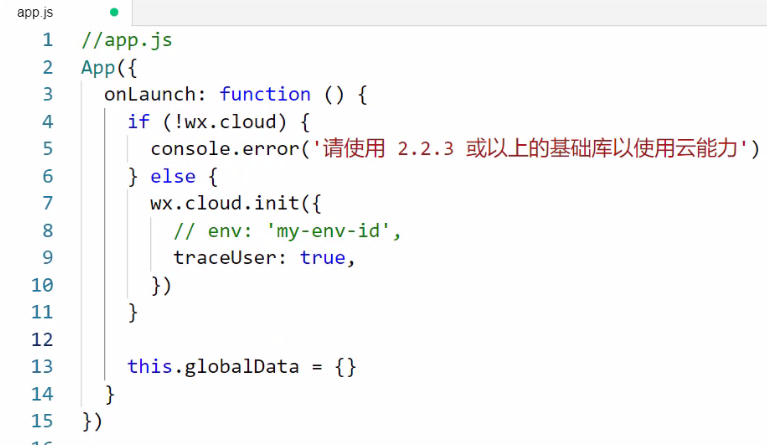 app.js
1 //app.js
2 App({
3   onLaunch: function () {
4     if (!wx.cloud) {
5       console.error('请使用 2.2.3 或以上的基础库以使用云能力')
6     } else {
7       wx.cloud.init({
8         // env: 'my-env-id',
9         traceUser: true,
10       })
11     }
12
13     this.globalData = {}
14   }
15 })